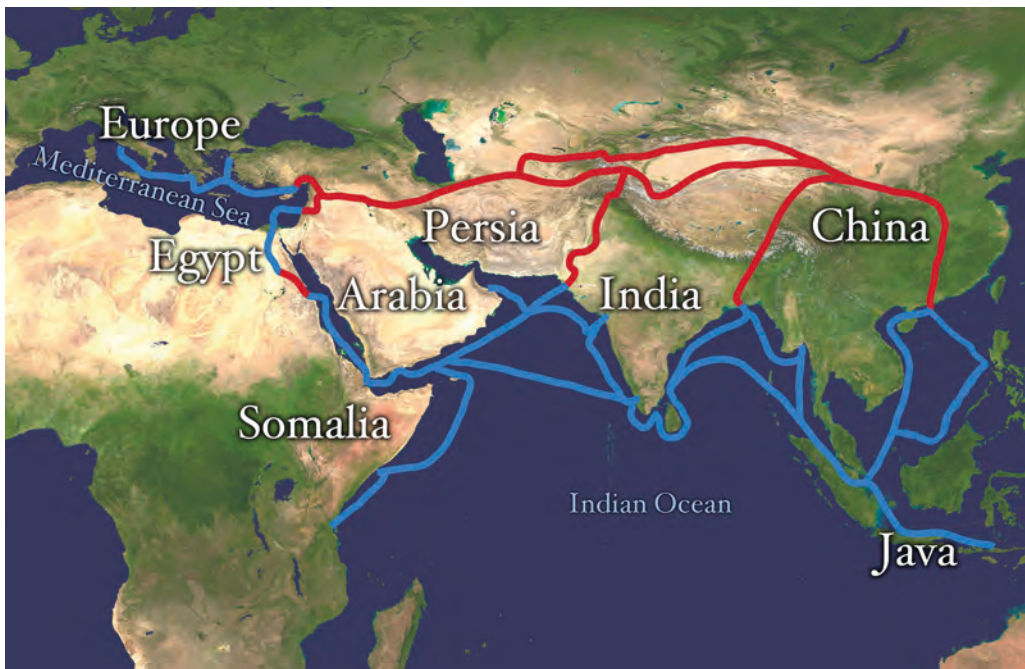 Europe
Mediterranean Sea
Egypt
Persia
China
Arabia
India
Somalia
Indian Ocean
Java